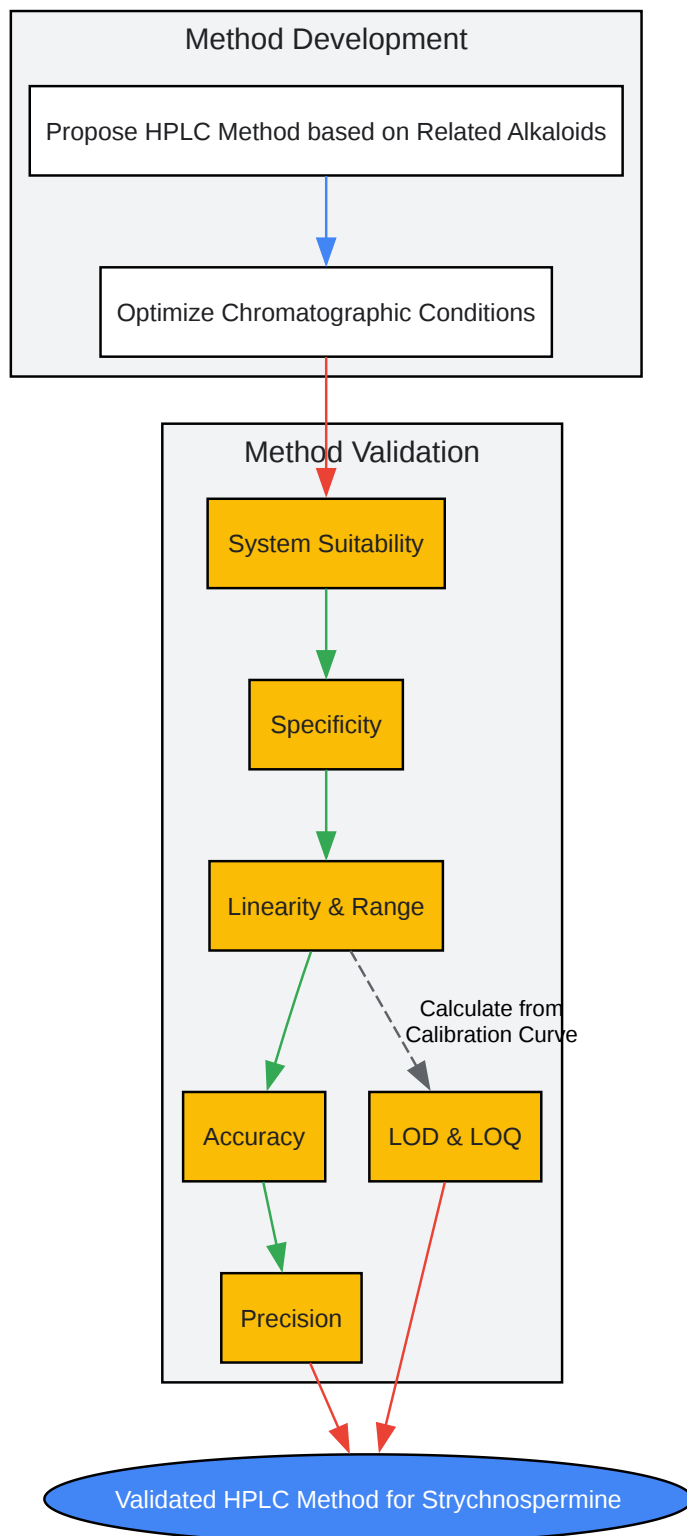 Method Development
Propose HPLC Method based on Related Alkaloids
Optimize Chromatographic Conditions
Method Validation
System Suitability
Specificity
Linearity & Range
Calculate from
Calibration Curve
Accuracy
LOD & LOQ
Precision
Validated HPLC Method for Strychnospermine